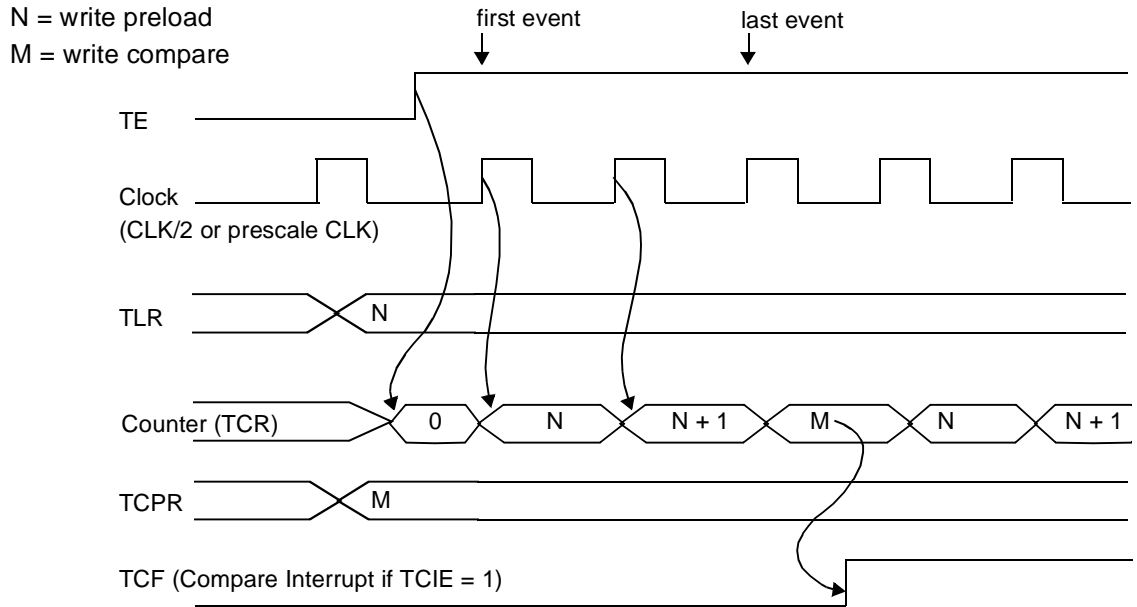 N = write preload
M = write compare
first event
last event
TE
Clock
(CLK/2 or prescale CLK)
TLR
N
Counter (TCR)
0
N
N + 1
M
N
N + 1
TCPR
M
TCF (Compare Interrupt if TCIE = 1)